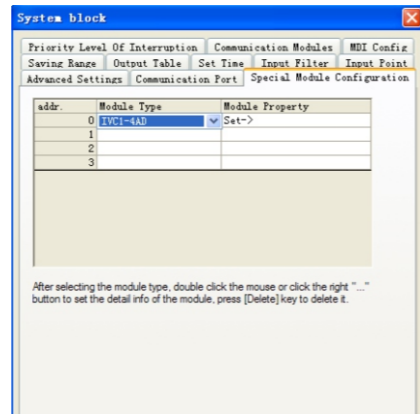 System block
Priority Level Of Interruption Communication Modules MDI Config
Saving Range Output Table Set Time Input Filter Input Point
Advanced Settings Communication Port Special Module Configuration
addr. Module Type Module Property
0 IVC1-4AD Set->
1
2
3
After selecting the module type, double click the mouse or click the right "..."
button to set the detail info of the module, press [Delete] key to delete it.